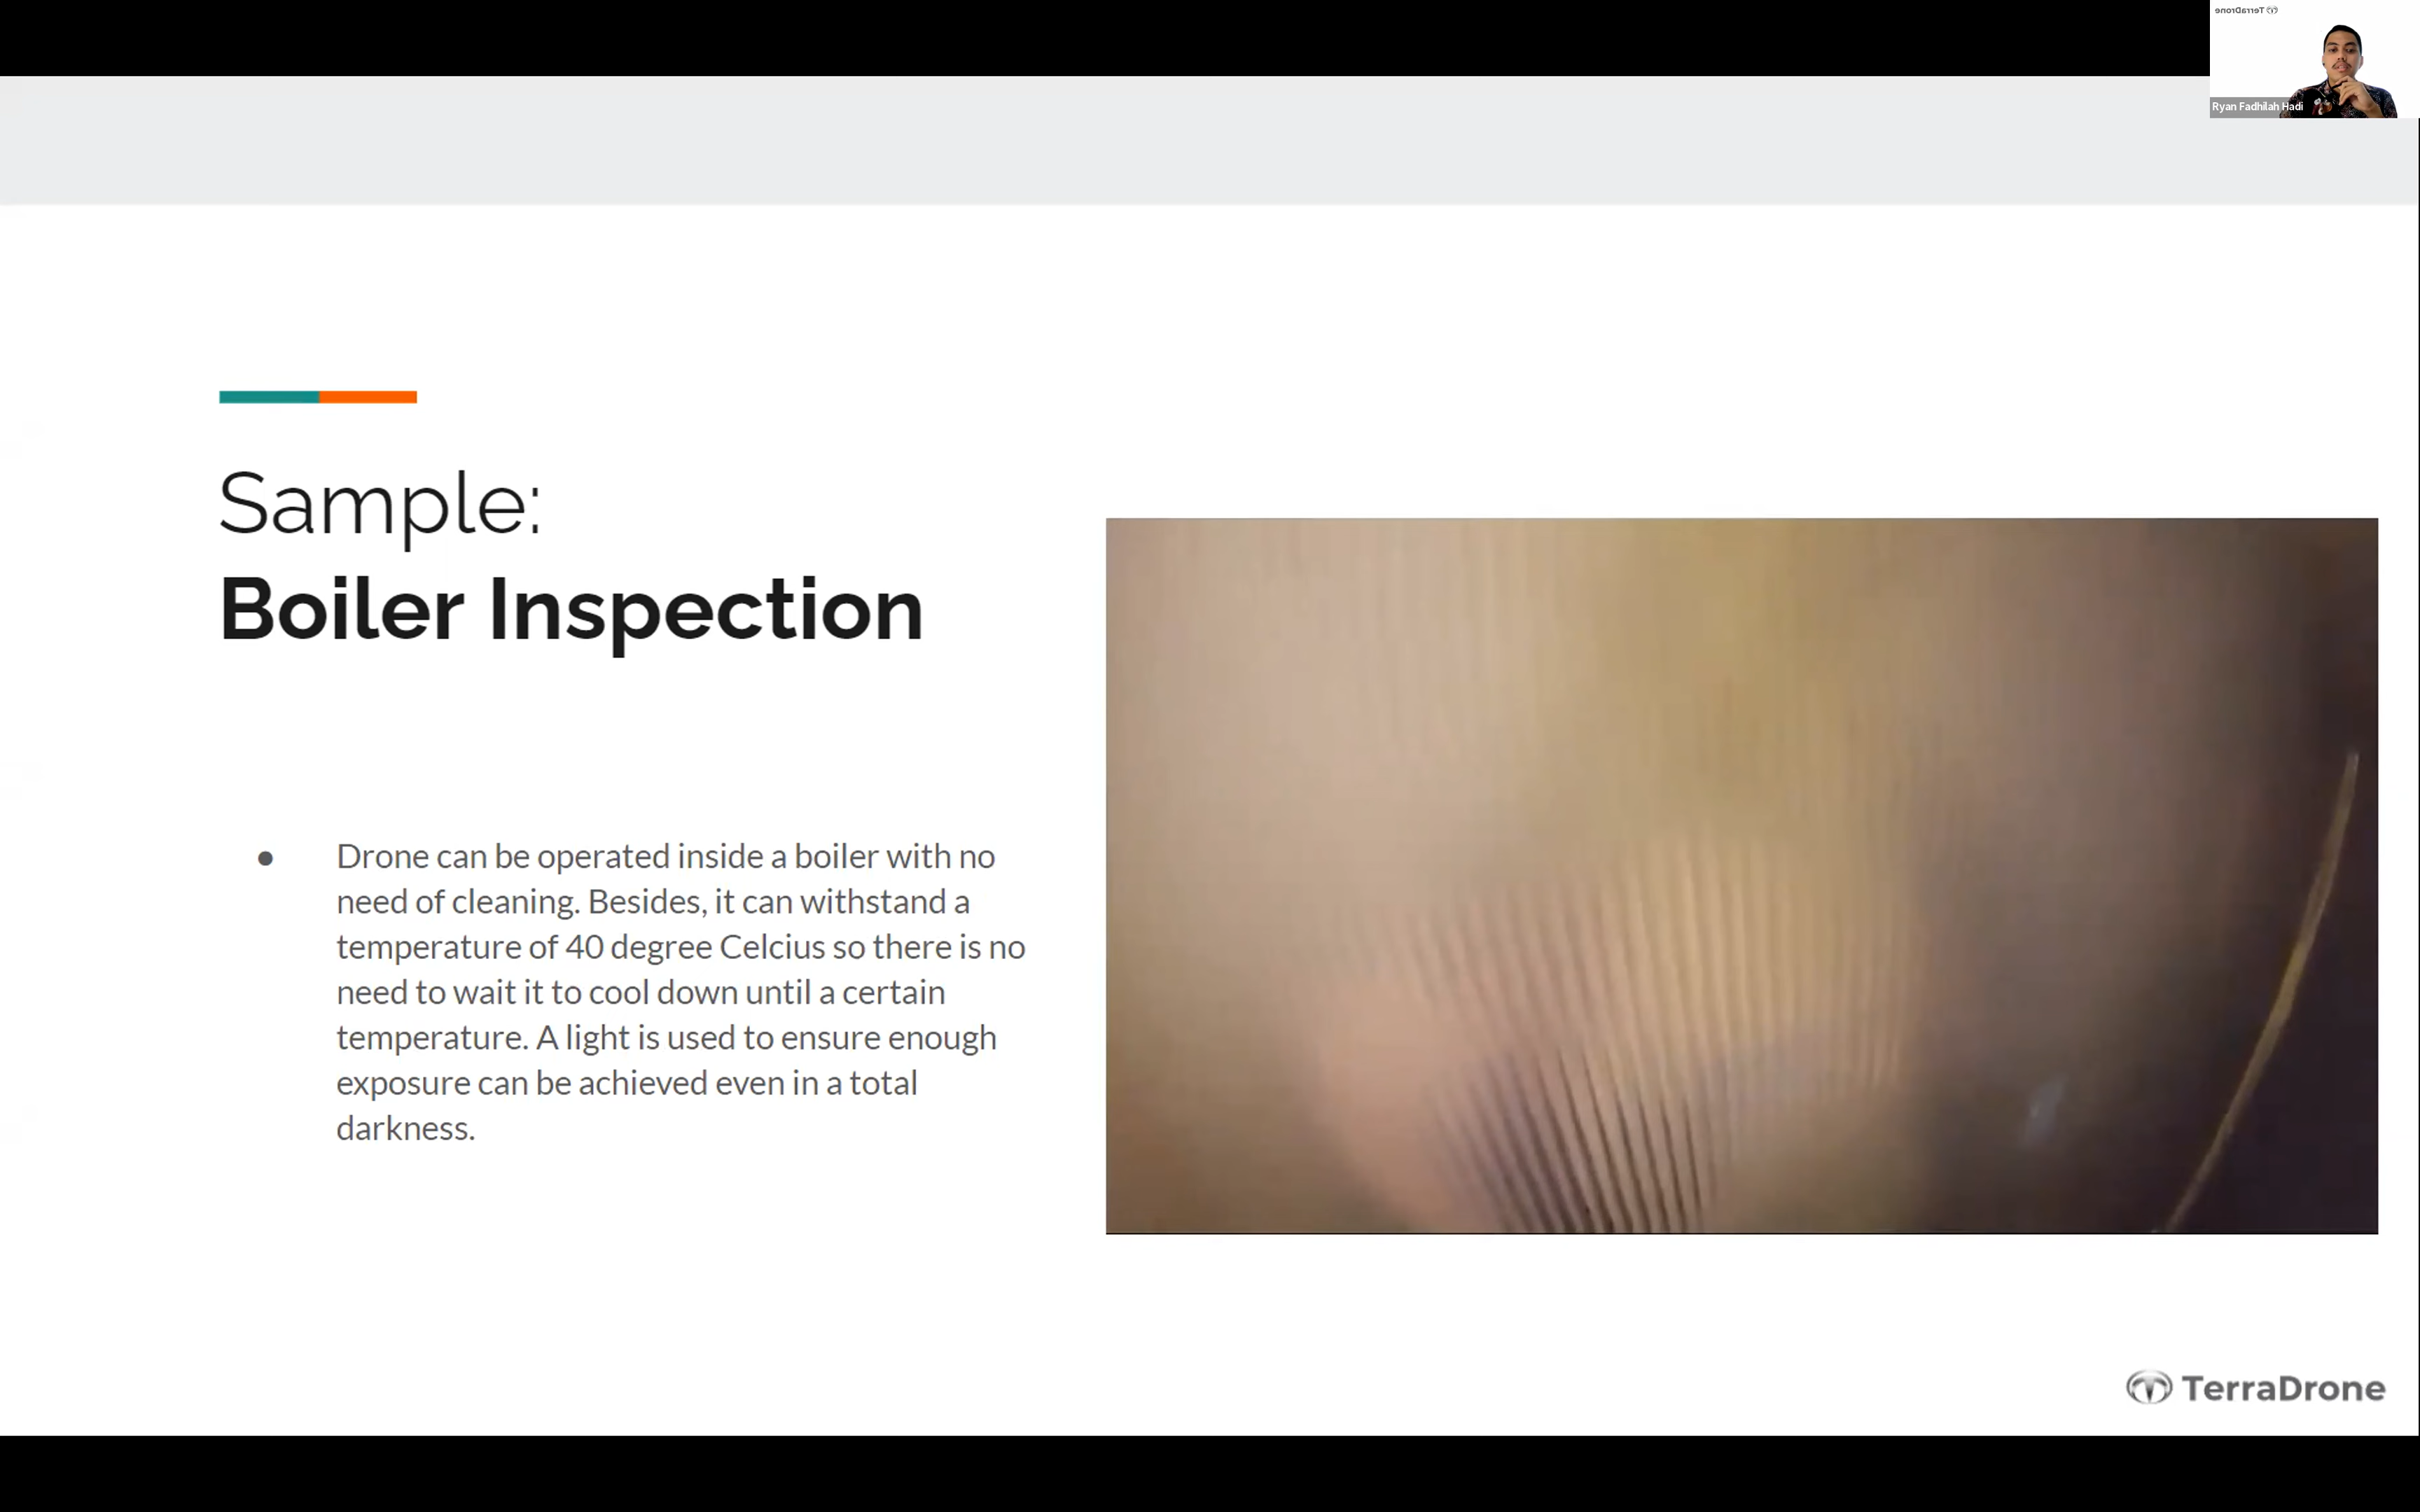 TerraDrone
Ryan Fadhilah Hadi
Sample:
Boiler Inspection
● Drone can be operated inside a boiler with no
need of cleaning. Besides, it can withstand a
temperature of 40 degree Celcius so there is no
need to wait it to cool down until a certain
temperature. A light is used to ensure enough
exposure can be achieved even in a total
darkness.
TerraDrone